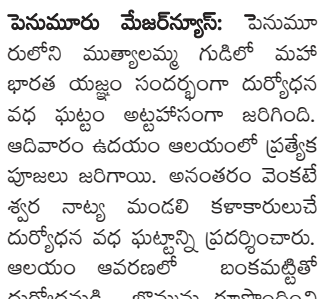 పెనుమూరు మేజర్‌న్యూస్: పెనుమూ
రులోని ముత్యాలమ్మ గుడిలో మహా
భారత యజ్ఞం సందర్భంగా దుర్యోధన
వధ ఘట్టం అట్టహాసంగా జరిగింది.
ఆదివారం ఉదయం ఆలయంలో ప్రత్యేక
పూజలు జరిగాయి. అనంతరం వెంకటే
శ్వర నాట్య మండలి కళాకారులుచే
దుర్యోధన వధ ఘట్టాన్ని ప్రదర్శించారు.
ఆలయం ఆవరణలో బంకమట్టితో